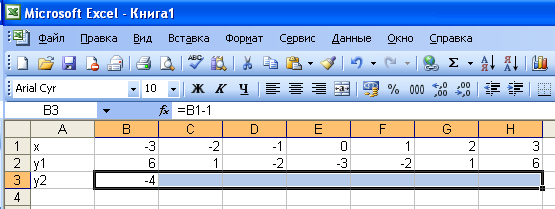 Microsoft Excel - Книга1
Файл Правка Вид Вставка Формат Сервис Данные Окно Справка
Arial Cyr 10 Ж К Ч % 000
B3 fx =B1-1
A B C D E F G H
1 x -3 -2 -1 0 1 2 3
2 y1 6 1 -2 -3 -2 1 6
3 y2 -4
4